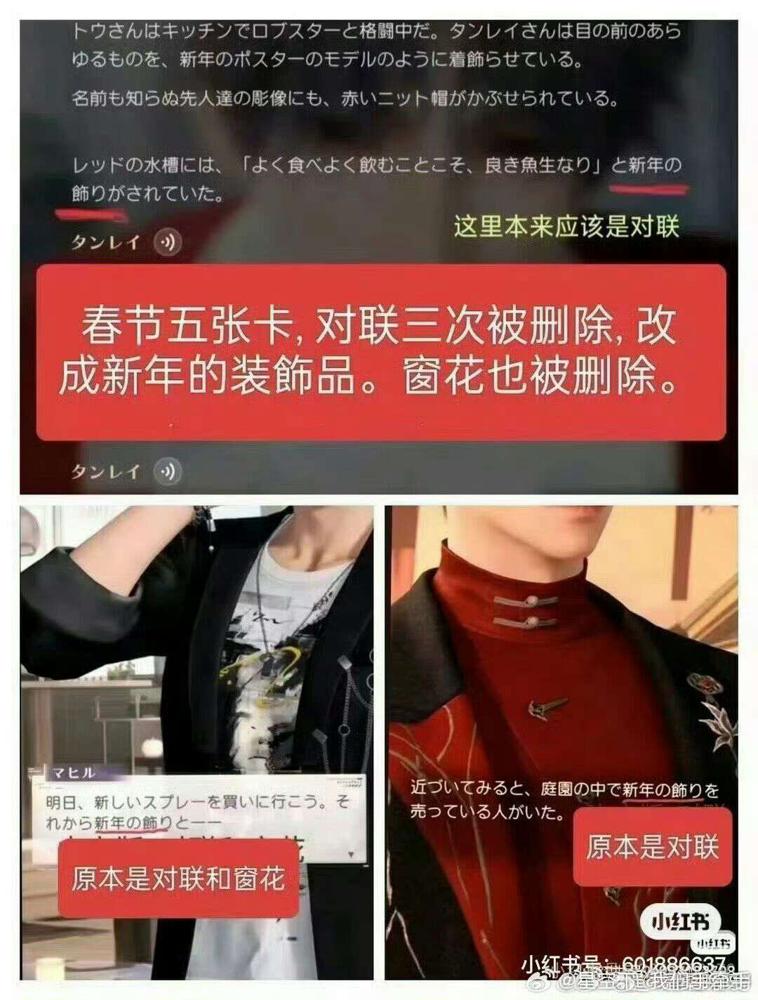 トウさんはキッチンでロブスターと格闘中だ。タンレイさんは目の前のあら
ゆるものを、新年のポスターのモデルのように着飾らせている。
名前も知らぬ先人達の彫像にも、赤いニット帽がかぶせられている。
レッドの水槽には、「よく食べよく飲むことこそ、良き魚生なり」と新年の
飾りがされていた。
这里本来应该是对联
タンレイ
春节五张卡,对联三次被删除,改
成新年的装飾品。窗花也被删除。
タンレイ
マヒル
明日、新しいスプレーを買いに行こう。そ
れから新年の飾りとーー
原本是对联和窗花
近づいてみると、庭園の中で新年の飾りを
売っている人がいた。
原本是对联
小红书
小红书
小红书号：601886637